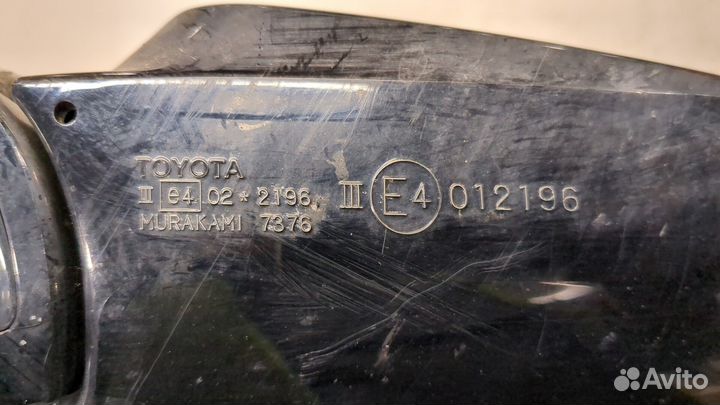 TOYOTA
III e4 02 * 2196
MURAKAMI 7376
III E4 012196
Avito